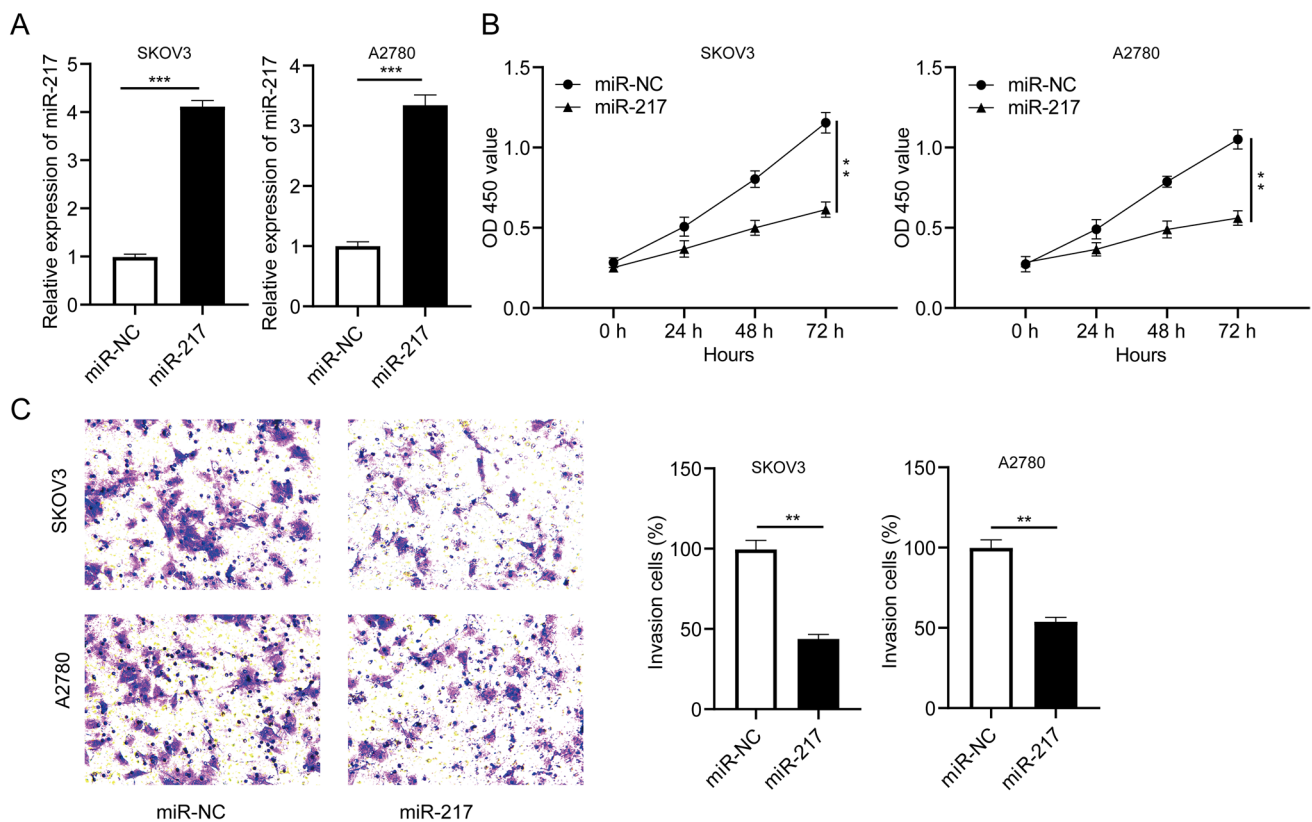 A
SKOV3
Relative expression of miR-217
5
4
3
2
1
0
***
miR-NC
miR-217
A2780
Relative expression of miR-217
4
3
2
1
0
***
miR-NC
miR-217
B
SKOV3
OD 450 value
1.5
1.0
0.5
0.0
miR-NC
miR-217
**
0 h
24 h
48 h
72 h
Hours
A2780
OD 450 value
1.5
1.0
0.5
0.0
miR-NC
miR-217
**
0 h
24 h
48 h
72 h
Hours
C
SKOV3
A2780
miR-NC
miR-217
SKOV3
Invasion cells (%)
150
100
50
0
**
miR-NC
miR-217
A2780
Invasion cells (%)
150
100
50
0
**
miR-NC
miR-217